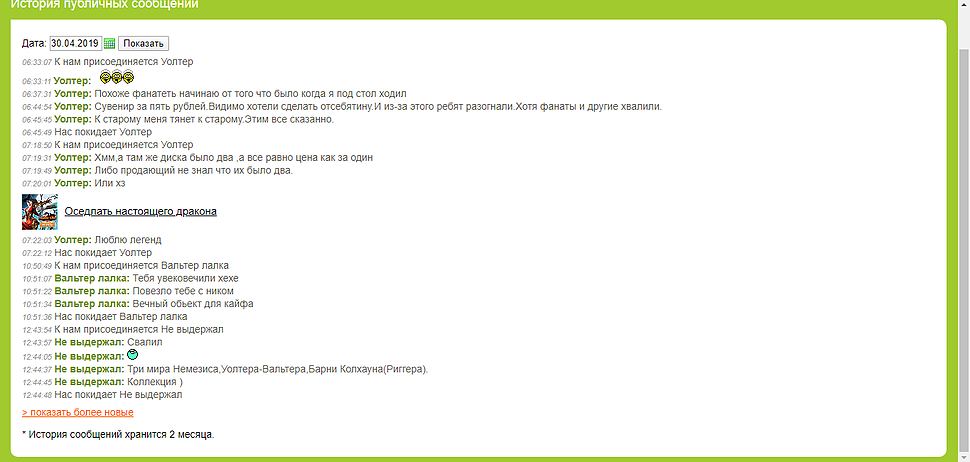 История публичных сообщений
Дата: 30.04.2019 Показать
06:33:07 К нам присоединяется Уолтер
06:33:11 Уолтер:
06:37:31 Уолтер: Похоже фанатеть начинаю от того что было когда я под стол ходил
06:44:54 Уолтер: Сувенир за пять рублей.Видимо хотели сделать отсебятину.И из-за этого ребят разогнали.Хотя фанаты и другие хвалили.
06:45:45 Уолтер: К старому меня тянет к старому.Этим все сказанно.
06:45:49 Нас покидает Уолтер
07:18:50 К нам присоединяется Уолтер
07:19:31 Уолтер: Хмм,а там же диска было два ,а все равно цена как за один
07:19:49 Уолтер: Либо продающий не знал что их было два.
07:20:01 Уолтер: Или хз
Оседлать настоящего дракона
07:22:03 Уолтер: Люблю легенд
07:22:12 Нас покидает Уолтер
10:50:49 К нам присоединяется Вальтер лалка
10:51:07 Вальтер лалка: Тебя увековечили хехе
10:51:22 Вальтер лалка: Повезло тебе с ником
10:51:34 Вальтер лалка: Вечный обьект для кайфа
10:51:36 Нас покидает Вальтер лалка
12:43:54 К нам присоединяется Не выдержал
12:43:57 Не выдержал: Свалил
12:44:05 Не выдержал:
12:44:37 Не выдержал: Три мира Немезиса,Уолтера-Вальтера,Барни Колхауна(Риггера).
12:44:45 Не выдержал: Коллекция )
12:44:48 Нас покидает Не выдержал
> показать более новые
* История сообщений хранится 2 месяца.